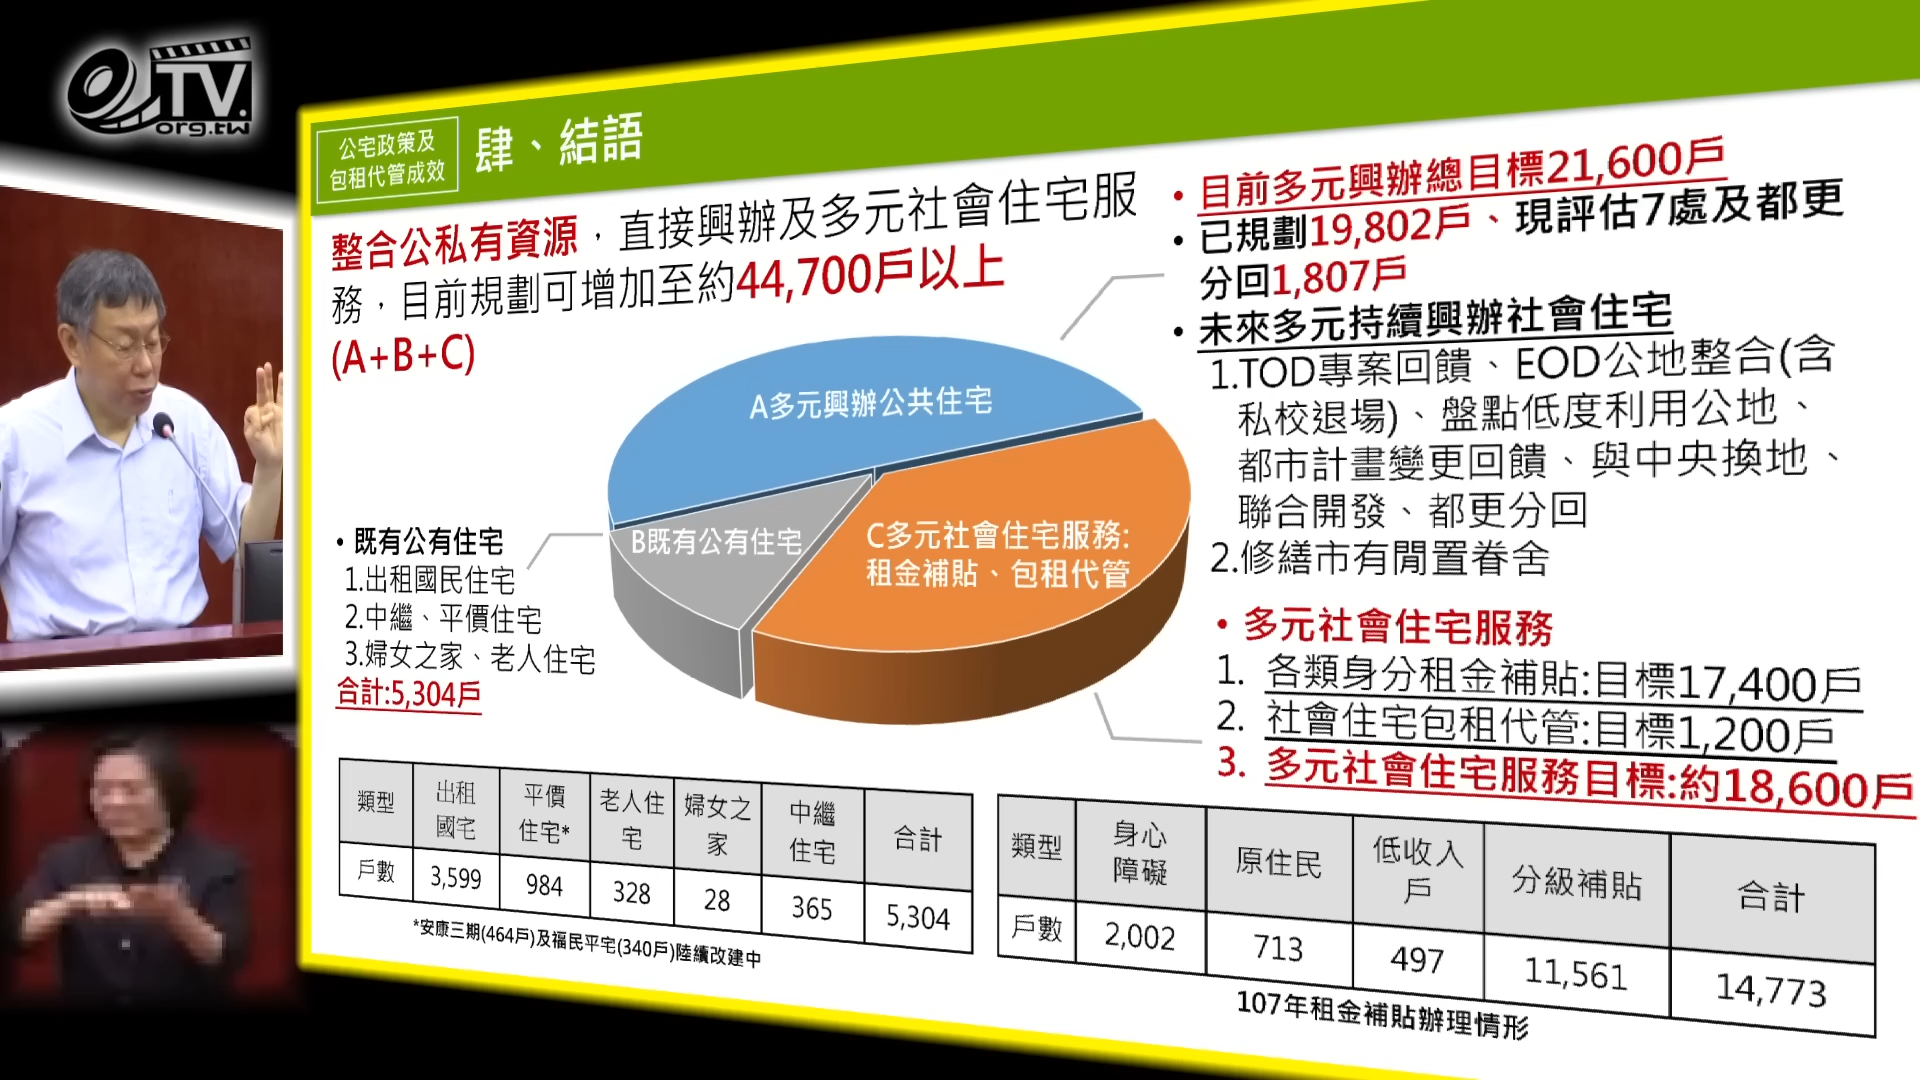 TV.
org.tw
公宅政策及
包租代管成效
肆、結語
整合公私有資源，直接興辦及多元社會住宅服
務，目前規劃可增加至約44,700戶以上
(A+B+C)
A多元興辦公共住宅
B既有公有住宅
C多元社會住宅服務:
租金補貼、包租代管
• 既有公有住宅
1.出租國民住宅
2.中繼、平價住宅
3.婦女之家、老人住宅
合計:5,304戶
• 目前多元興辦總目標21,600戶
• 已規劃19,802戶、現評估7處及都更
分回1,807戶
• 未來多元持續興辦社會住宅
1.TOD專案回饋、EOD公地整合(含
私校退場)、盤點低度利用公地、
都市計畫變更回饋、與中央換地、
聯合開發、都更分回
2.修繕市有閒置眷舍
• 多元社會住宅服務
1. 各類身分租金補貼:目標17,400戶
2. 社會住宅包租代管:目標1,200戶
3. 多元社會住宅服務目標:約18,600戶
類型 出租國宅 平價住宅* 老人住宅 婦女之家 中繼住宅 合計
戶數 3,599 984 328 28 365 5,304
*安康三期(464戶)及福民平宅(340戶)陸續改建中
類型 身心障礙 原住民 低收入戶 分級補貼 合計
戶數 2,002 713 497 11,561 14,773
107年租金補貼辦理情形